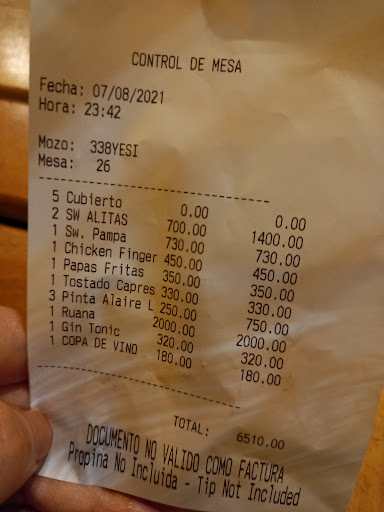 CONTROL DE MESA
Fecha: 07/08/2021
Hora: 23:42
Mozo: 338YESI
Mesa: 26
5 Cubierto 0.00 0.00
2 SW ALITAS 700.00 1400.00
1 Sw. Pampa 730.00 730.00
1 Chicken Finger 450.00 450.00
1 Papas Fritas 350.00 350.00
1 Tostado Capres 330.00 330.00
3 Pinta Alaire L 250.00 750.00
1 Ruana 2000.00 2000.00
1 Gin Tonic 320.00 320.00
1 COPA DE VINO 180.00 180.00
TOTAL: 6510.00
DOCUMENTO NO VALIDO COMO FACTURA
Propina No Incluida - Tip Not Included